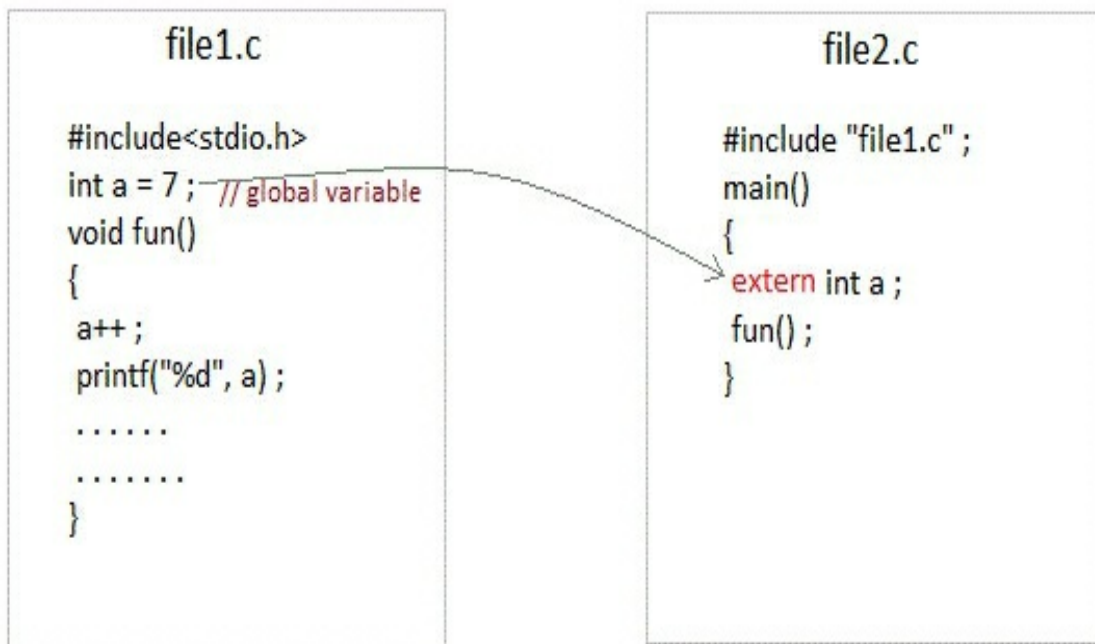 file1.c
#include<stdio.h>
int a = 7 ; // global variable
void fun()
{
a++ ;
printf("%d", a) ;
. . . . . .
. . . . . . .
}
file2.c
#include "file1.c" ;
main()
{
extern int a ;
fun() ;
}